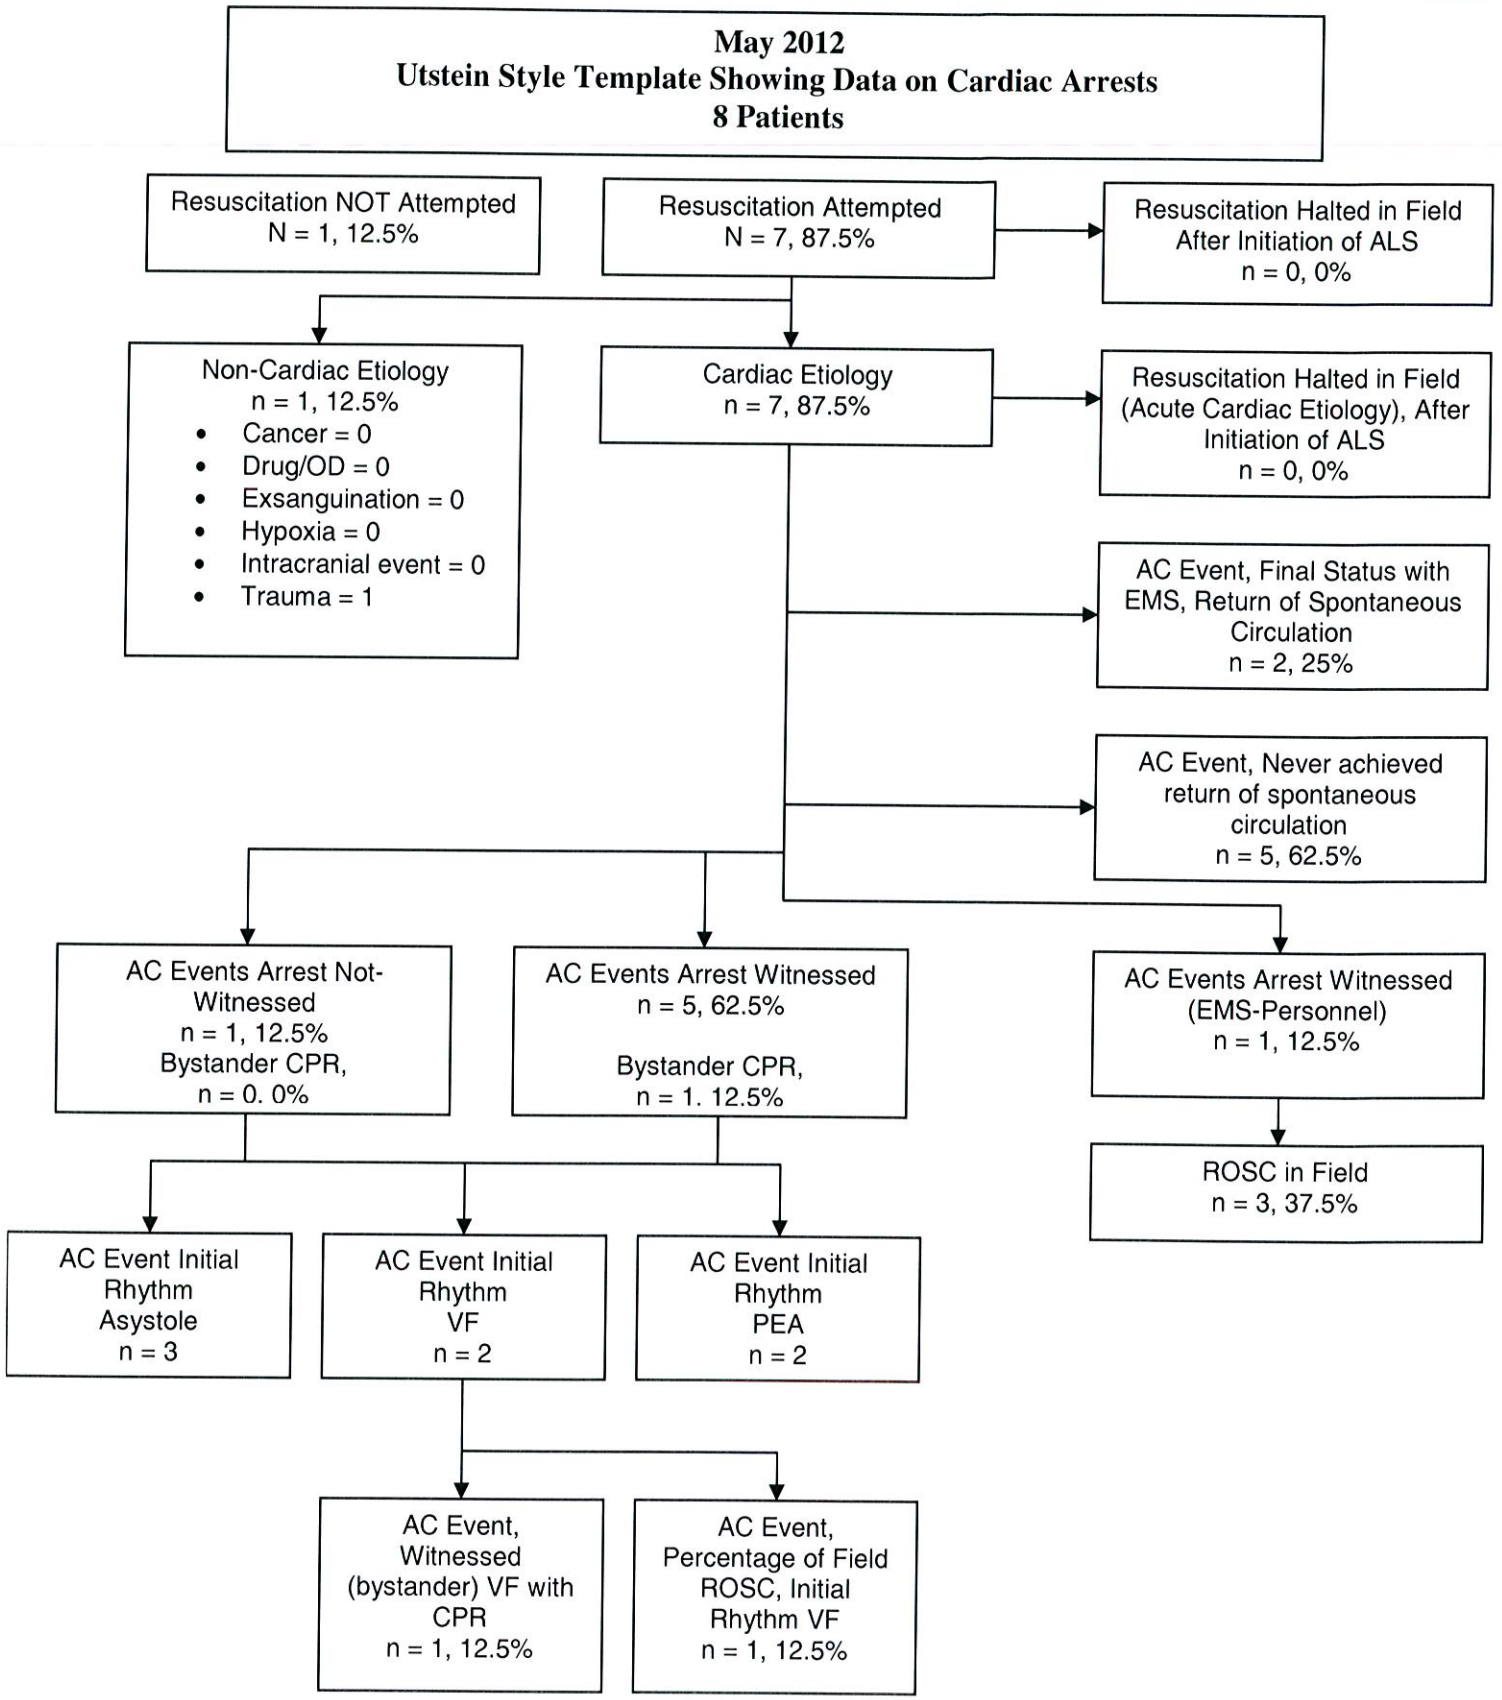 May 2012
Utstein Style Template Showing Data on Cardiac Arrests
8 Patients
Resuscitation NOT Attempted
N = 1, 12.5%
Resuscitation Attempted
N = 7, 87.5%
Resuscitation Halted in Field
After Initiation of ALS
n = 0, 0%
Non-Cardiac Etiology
n = 1, 12.5%
• Cancer = 0
• Drug/OD = 0
• Exsanguination = 0
• Hypoxia = 0
• Intracranial event = 0
• Trauma = 1
Cardiac Etiology
n = 7, 87.5%
Resuscitation Halted in Field
(Acute Cardiac Etiology), After
Initiation of ALS
n = 0, 0%
AC Event, Final Status with
EMS, Return of Spontaneous
Circulation
n = 2, 25%
AC Event, Never achieved
return of spontaneous
circulation
n = 5, 62.5%
AC Events Arrest Not-
Witnessed
n = 1, 12.5%
Bystander CPR,
n = 0. 0%
AC Events Arrest Witnessed
n = 5, 62.5%
Bystander CPR,
n = 1. 12.5%
AC Events Arrest Witnessed
(EMS-Personnel)
n = 1, 12.5%
ROSC in Field
n = 3, 37.5%
AC Event Initial
Rhythm
Asystole
n = 3
AC Event Initial
Rhythm
VF
n = 2
AC Event Initial
Rhythm
PEA
n = 2
AC Event,
Witnessed
(bystander) VF with
CPR
n = 1, 12.5%
AC Event,
Percentage of Field
ROSC, Initial
Rhythm VF
n = 1, 12.5%